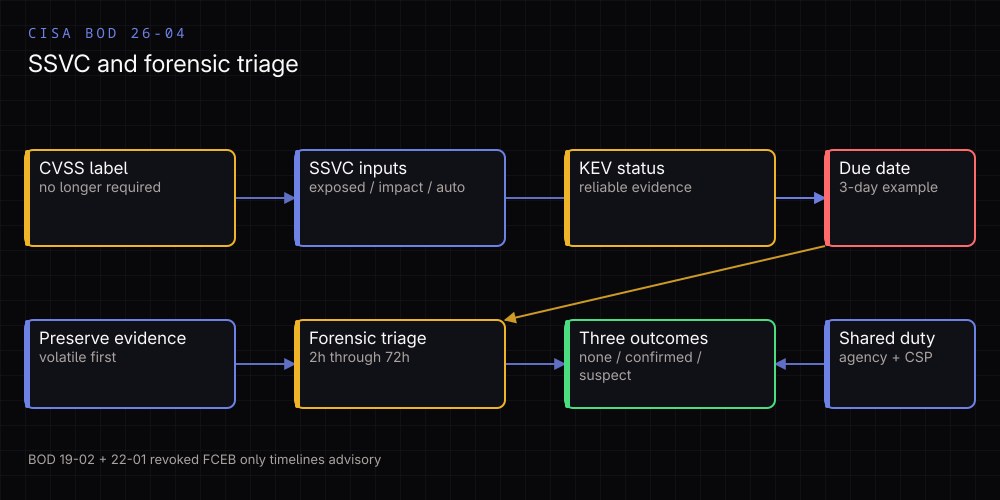 CISA BOD 26-04
SSVC and forensic triage
CVSS label
no longer required
SSVC inputs
exposed / impact / auto
KEV status
reliable evidence
Due date
3-day example
Preserve evidence
volatile first
Forensic triage
2h through 72h
Three outcomes
none / confirmed /
suspect
Shared duty
agency + CSP
BOD 19-02 + 22-01 revoked FCEB only timelines advisory